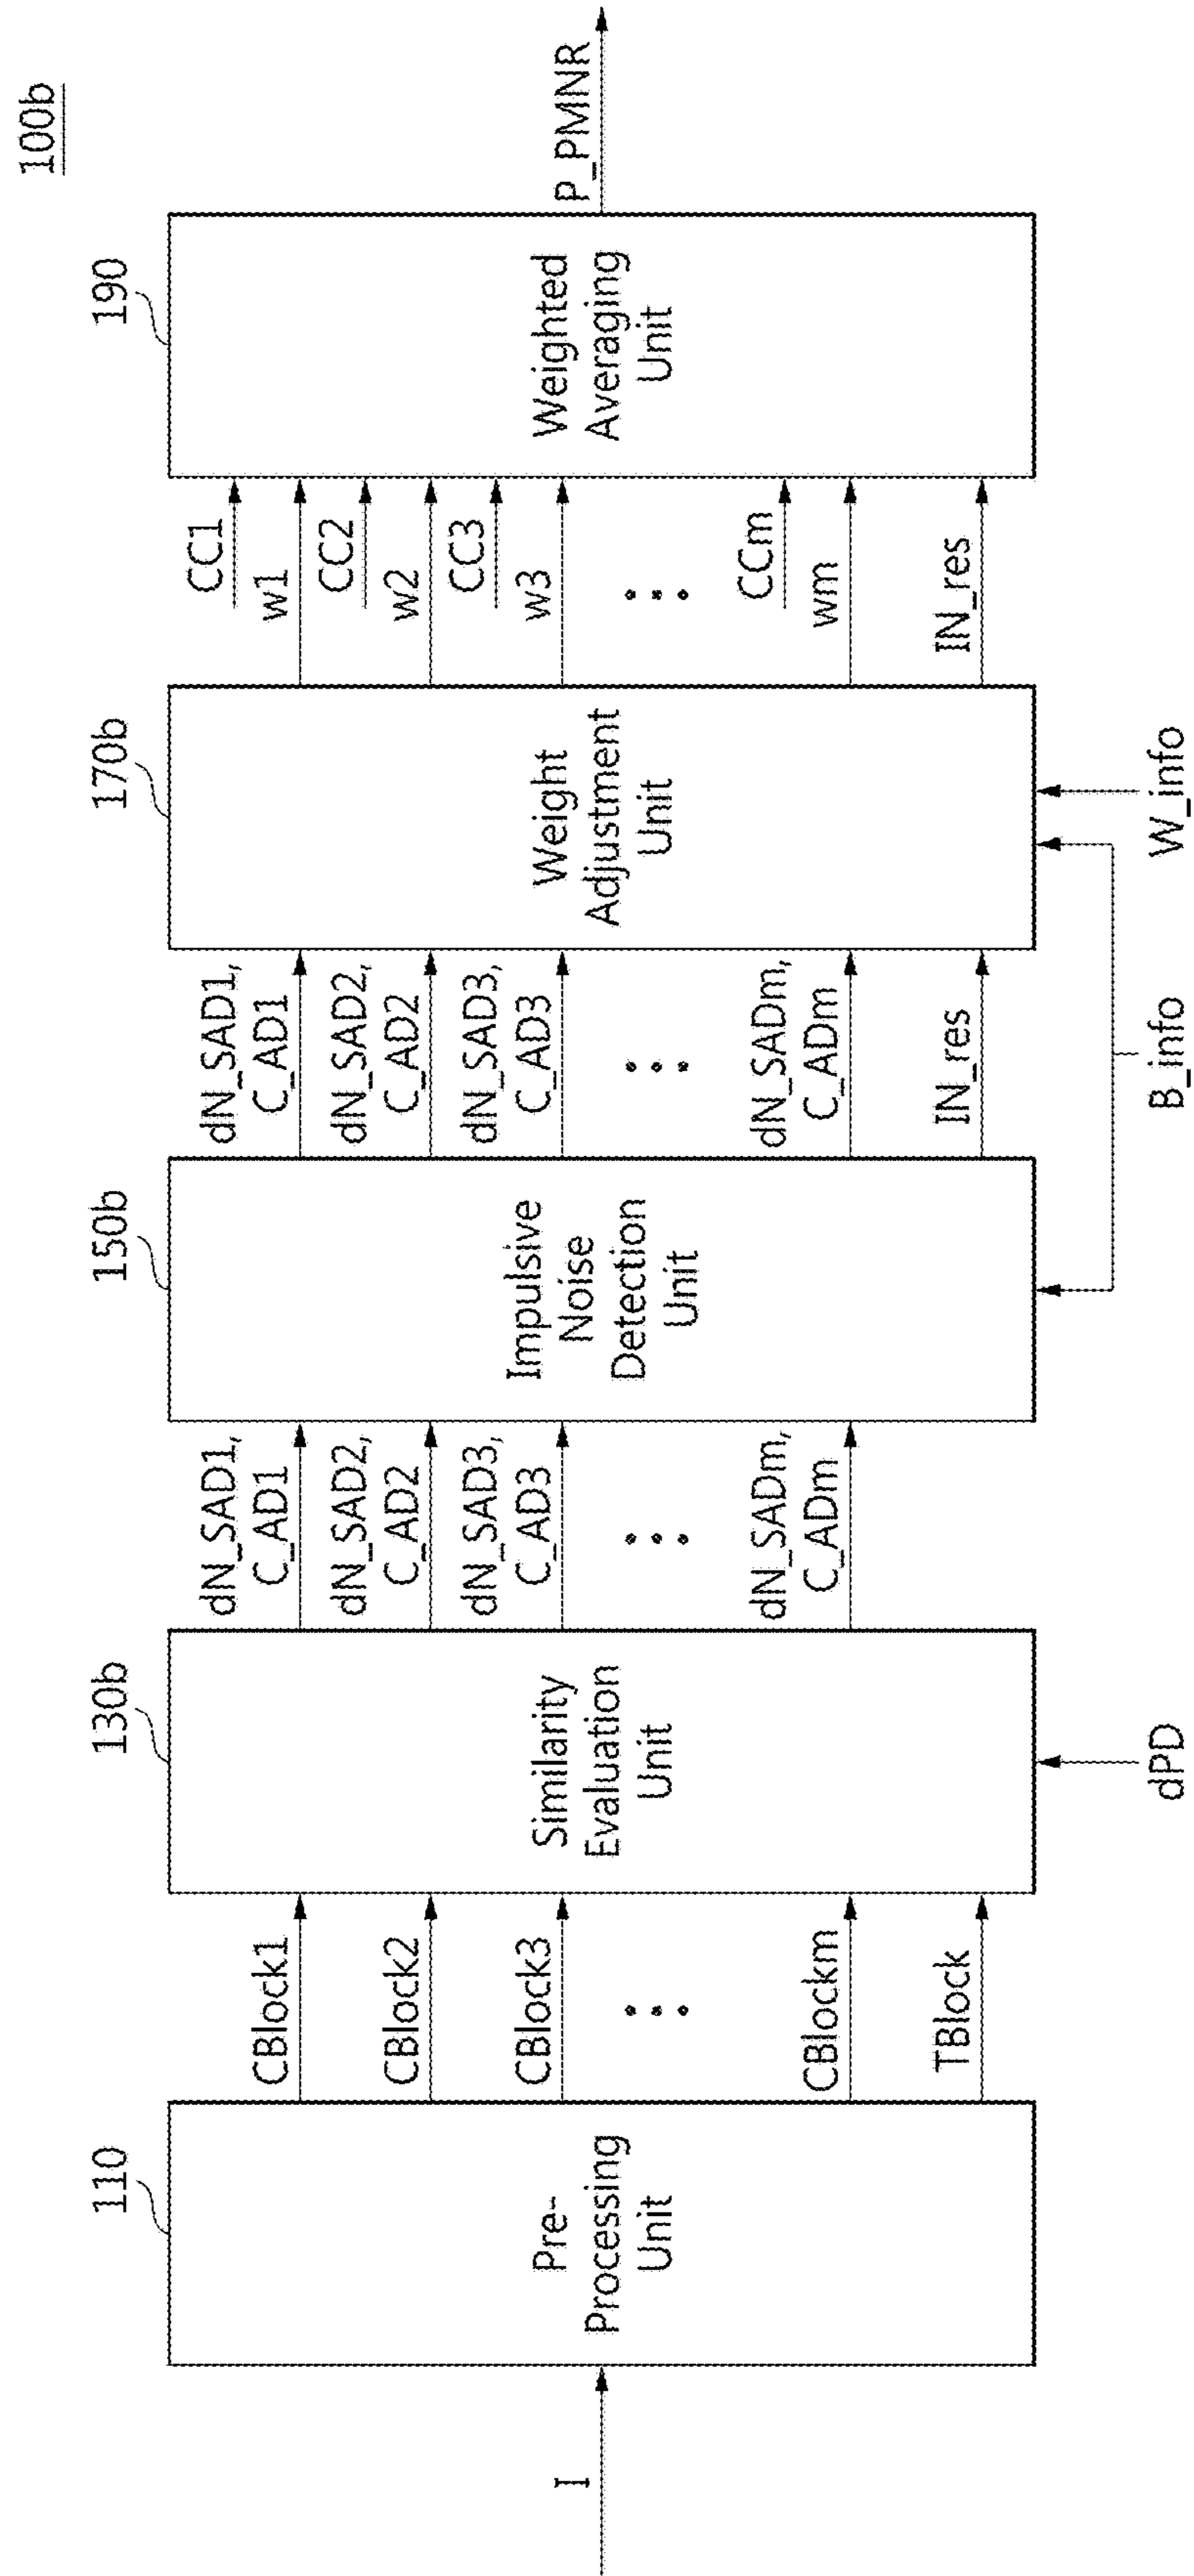 100b
I
110
Pre-
Processing
Unit
CBlock1
CBlock2
CBlock3
CBlockm
TBlock
130b
Similarity
Evaluation
Unit
dPD
dN_SAD1,
C_AD1
dN_SAD2,
C_AD2
dN_SAD3,
C_AD3
dN_SADm,
C_ADm
150b
Impulsive
Noise
Detection
Unit
B_info
dN_SAD1,
C_AD1
dN_SAD2,
C_AD2
dN_SAD3,
C_AD3
dN_SADm,
C_ADm
IN_res
170b
Weight
Adjustment
Unit
W_info
CC1
w1
CC2
w2
CC3
w3
CCm
wm
IN_res
190
Weighted
Averaging
Unit
P_PMNR